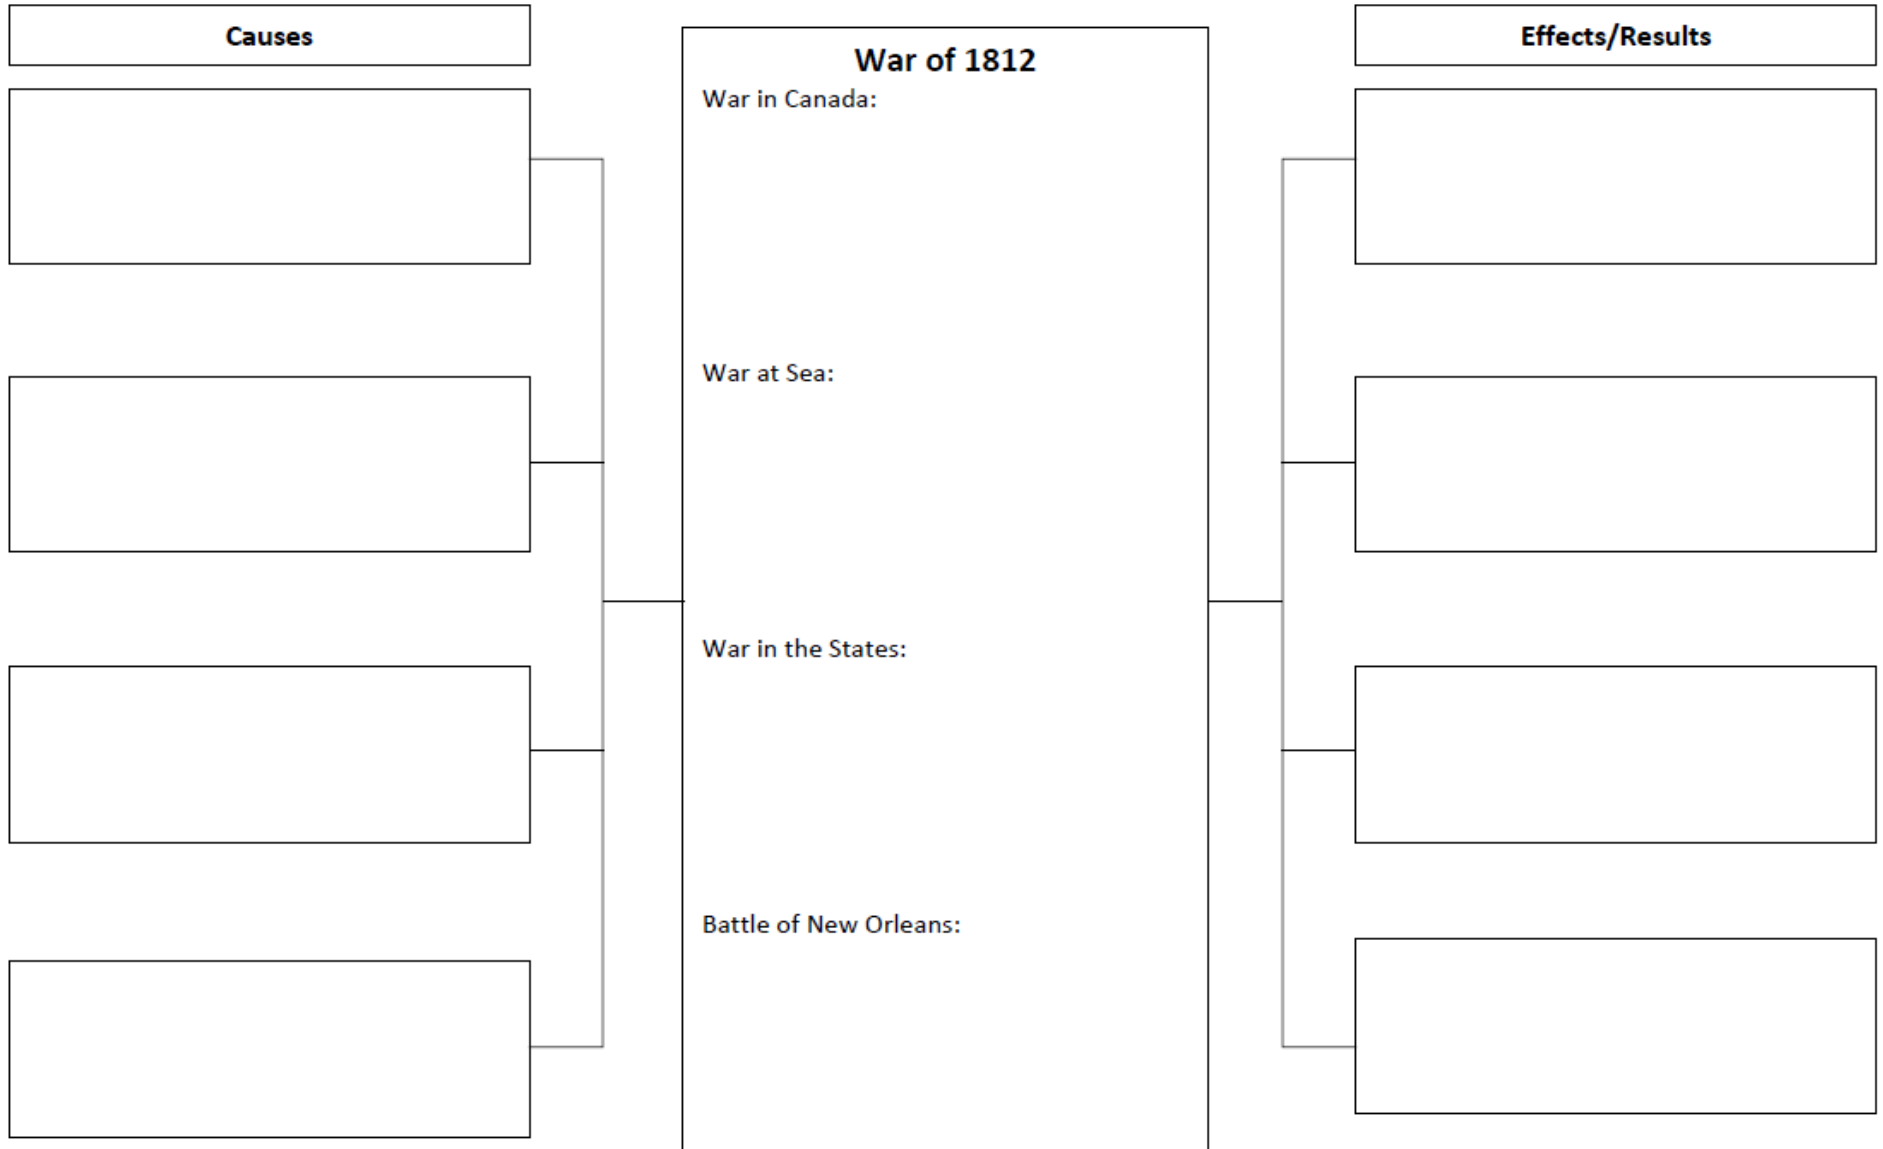 Causes
War of 1812
War in Canada:
War at Sea:
War in the States:
Battle of New Orleans:
Effects/Results